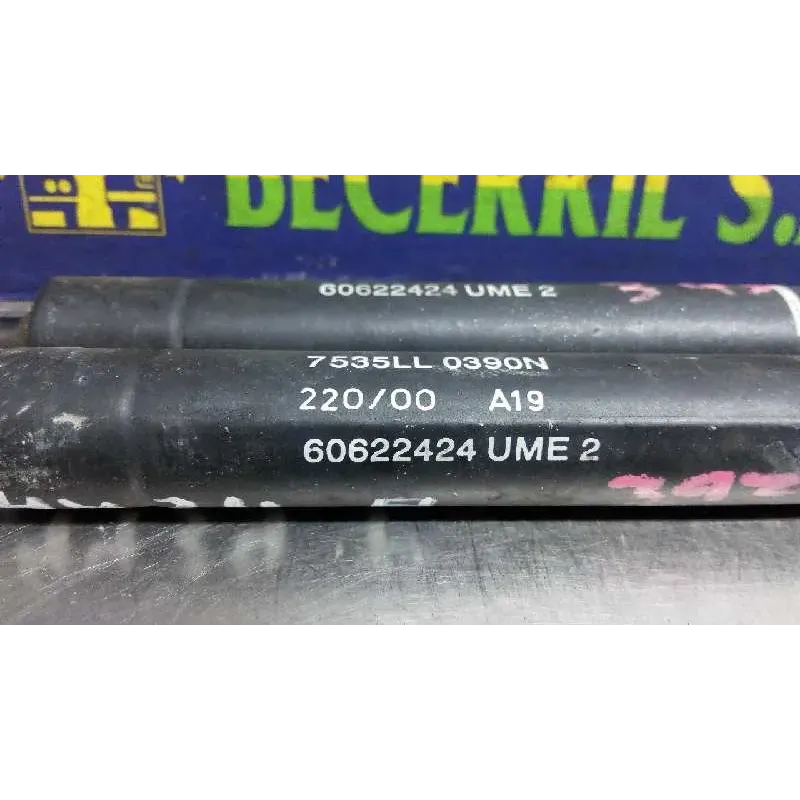 BECERRIL S.
60622424 UME 2
7535LL 0390N
220/00 A19
60622424 UME 2